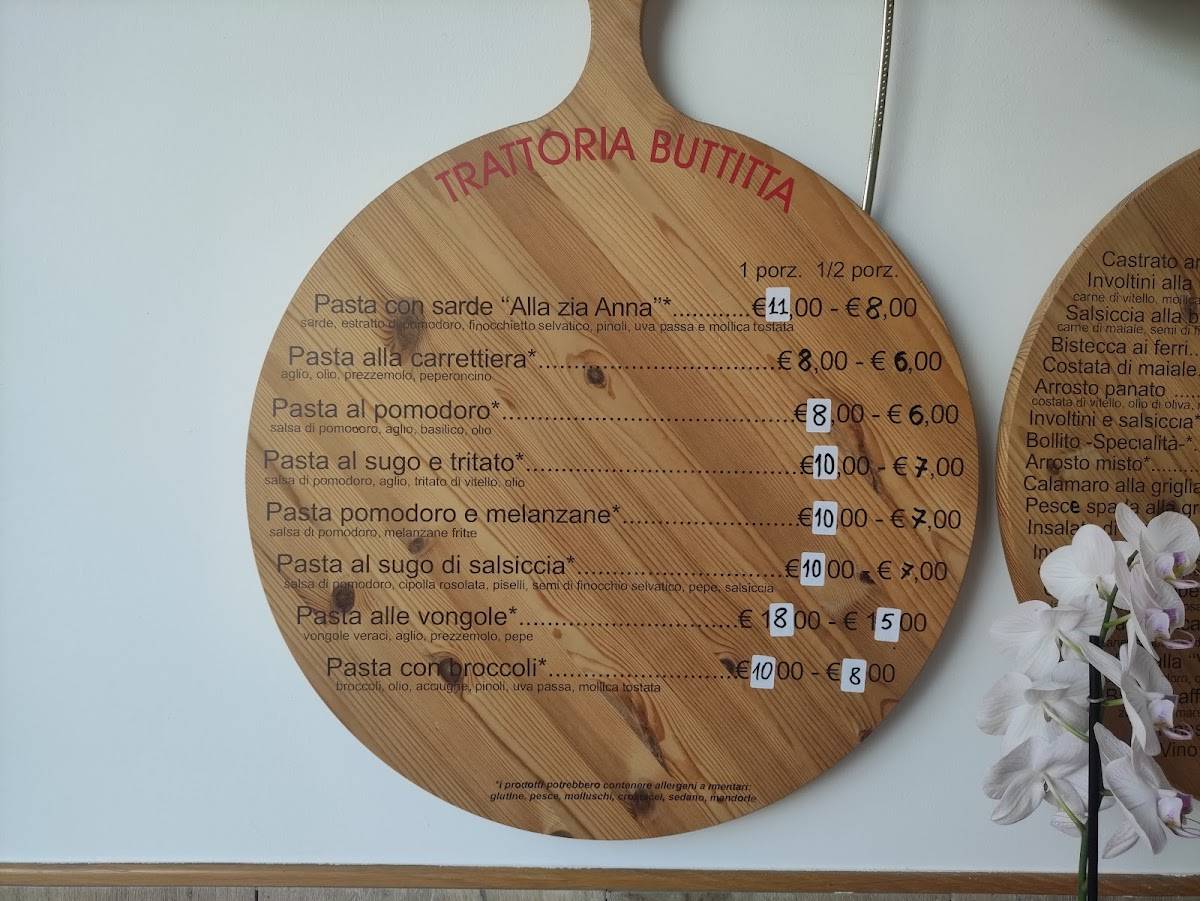 TRATTORIA BUTTITTA
1 porz. 1/2 porz.
Pasta con sarde “Alla zia Anna”*............€11,00 - €8,00
sarde, estratto di pomodoro, finocchietto selvatico, pinoli, uva passa e mollica tostata
Pasta alla carrettiera*...............................€8,00 - €6,00
aglio, olio, prezzemolo, peperoncino
Pasta al pomodoro*.....................................€8,00 - €6,00
salsa di pomodoro, aglio, basilico, olio
Pasta al sugo e tritato*...................................€10,00 - €7,00
salsa di pomodoro, aglio, tritato di vitello, olio
Pasta pomodoro e melanzane*......................€10,00 - €7,00
salsa di pomodoro, melanzane fritte
Pasta al sugo di salsiccia*...........................€10,00 - €7,00
salsa di pomodoro, cipolla rosolata, piselli, semi di finocchio selvatico, pepe, salsiccia
Pasta alle vongole*............................€ 18,00 - € 15,00
vongole veraci, aglio, prezzemolo, pepe
Pasta con broccoli*........................€10,00 - €8,00
broccoli, olio, acciughe, pinoli, uva passa, mollica tostata
*i prodotti potrebbero contenere allergeni alimentari:
glutine, pesce, molluschi, crostacei, sedano, mandorle
Castrato
Involtini alla
carne di vitello,
Salsiccia alla
carne di maiale, semi di
Bistecca ai ferri..
Costata di maiale.
Arrosto panato ....
costata di vitello, olio di oliva,
Involtini e salsiccia*
Bollito -Specialità-*..
Arrosto misto*........
Calamaro alla griglia
Pesce spada alla
Vino